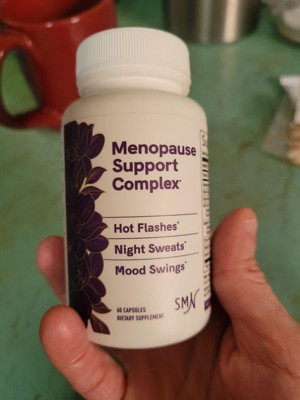 Menopause
Support
Complex*
Hot Flashes*
Night Sweats*
Mood Swings*
60 CAPSULES
DIETARY SUPPLEMENT
SMN